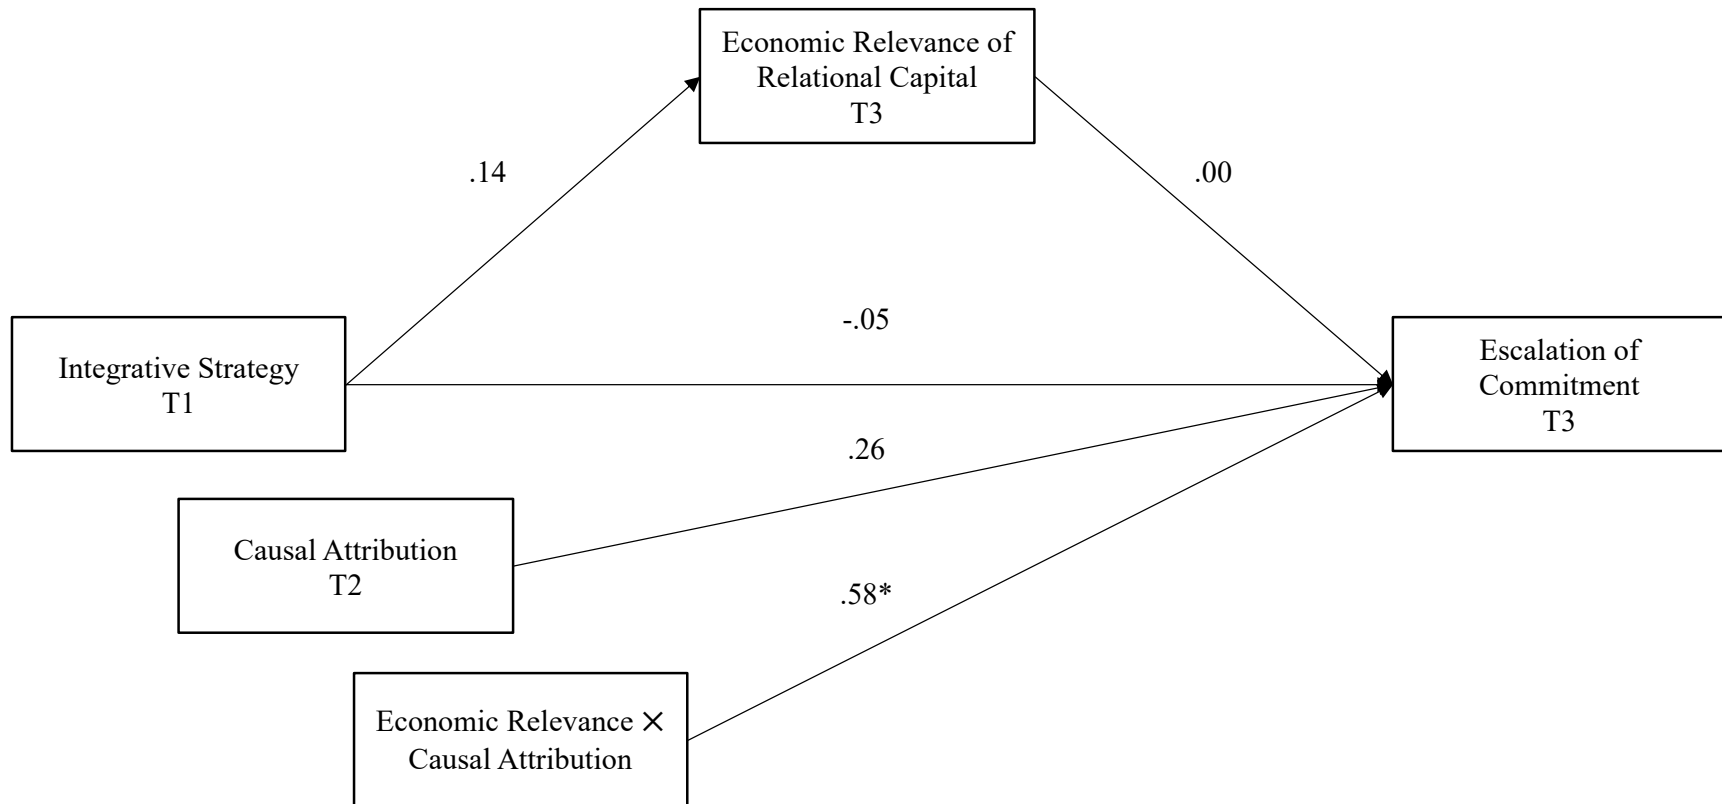 Economic Relevance of
Relational Capital
T3
.14
.00
-.05
Integrative Strategy
T1
Escalation of
Commitment
T3
.26
Causal Attribution
T2
.58*
Economic Relevance ×
Causal Attribution